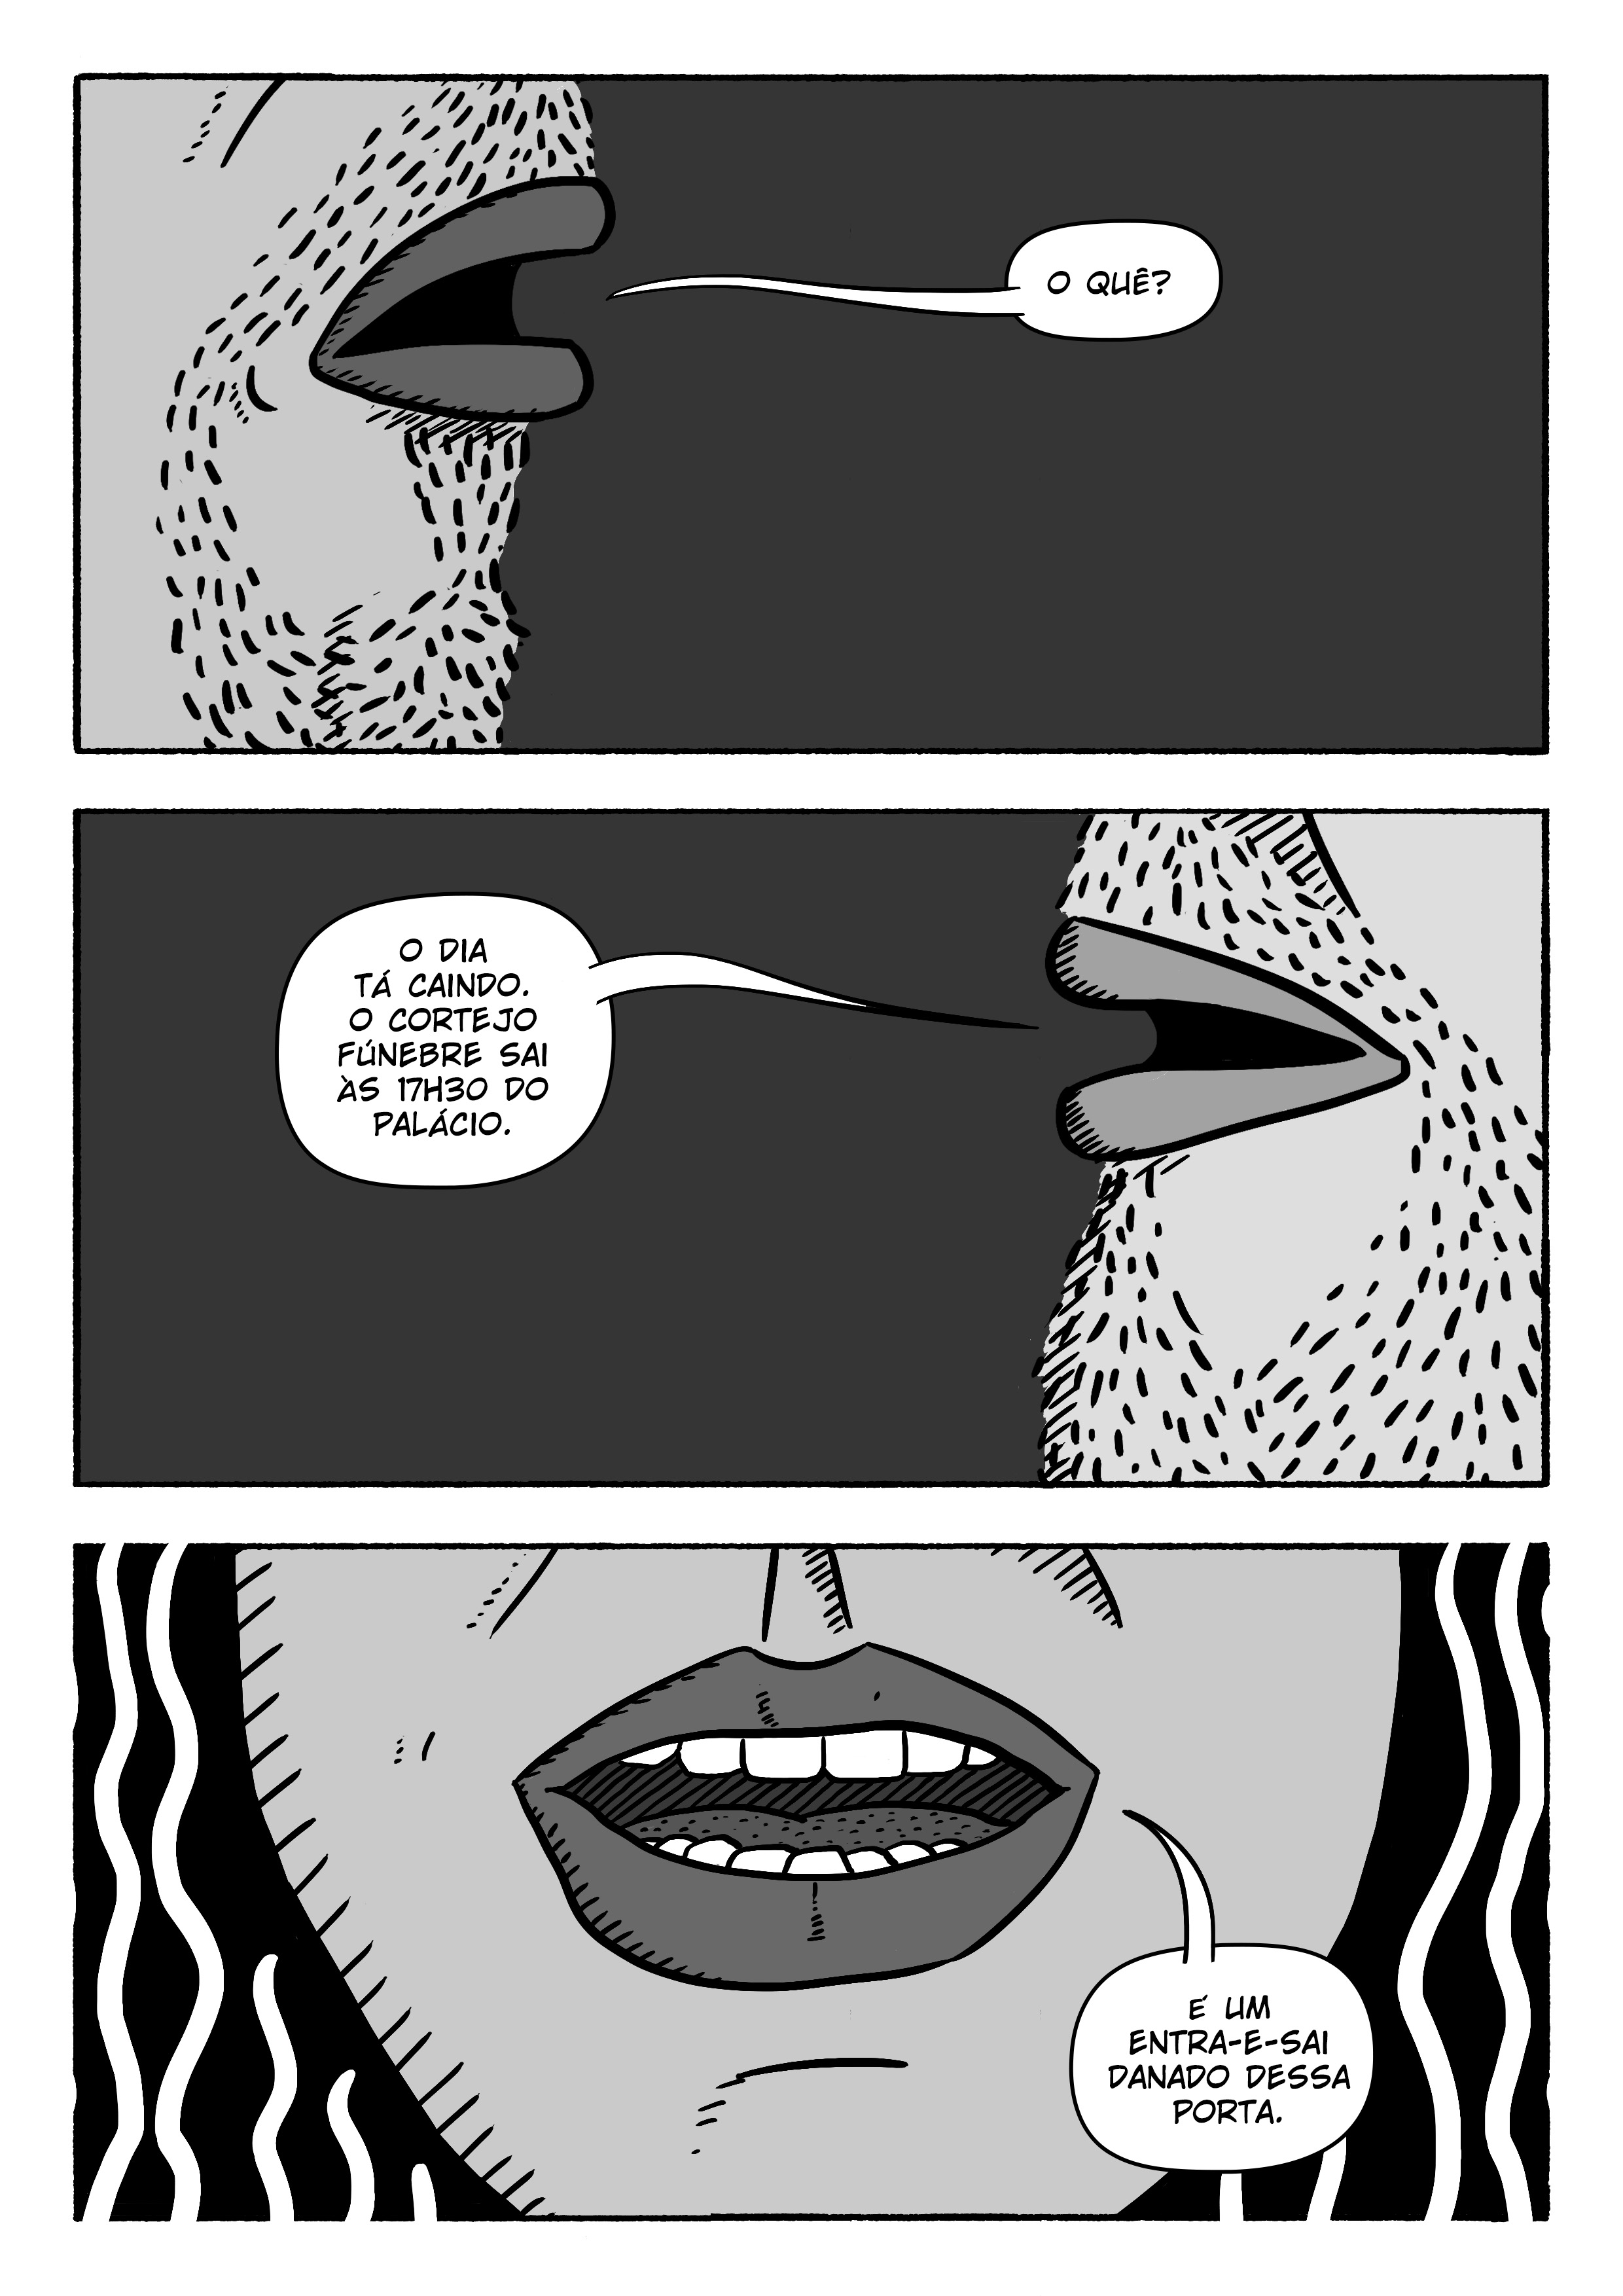 O QUÊ?
O DIA
TÁ CAINDO.
O CORTEJO
FÚNEBRE SAI
ÀS 17H30 DO
PALÁCIO.
É UM
ENTRA-E-SAI
DANADO DESSA
PORTA.